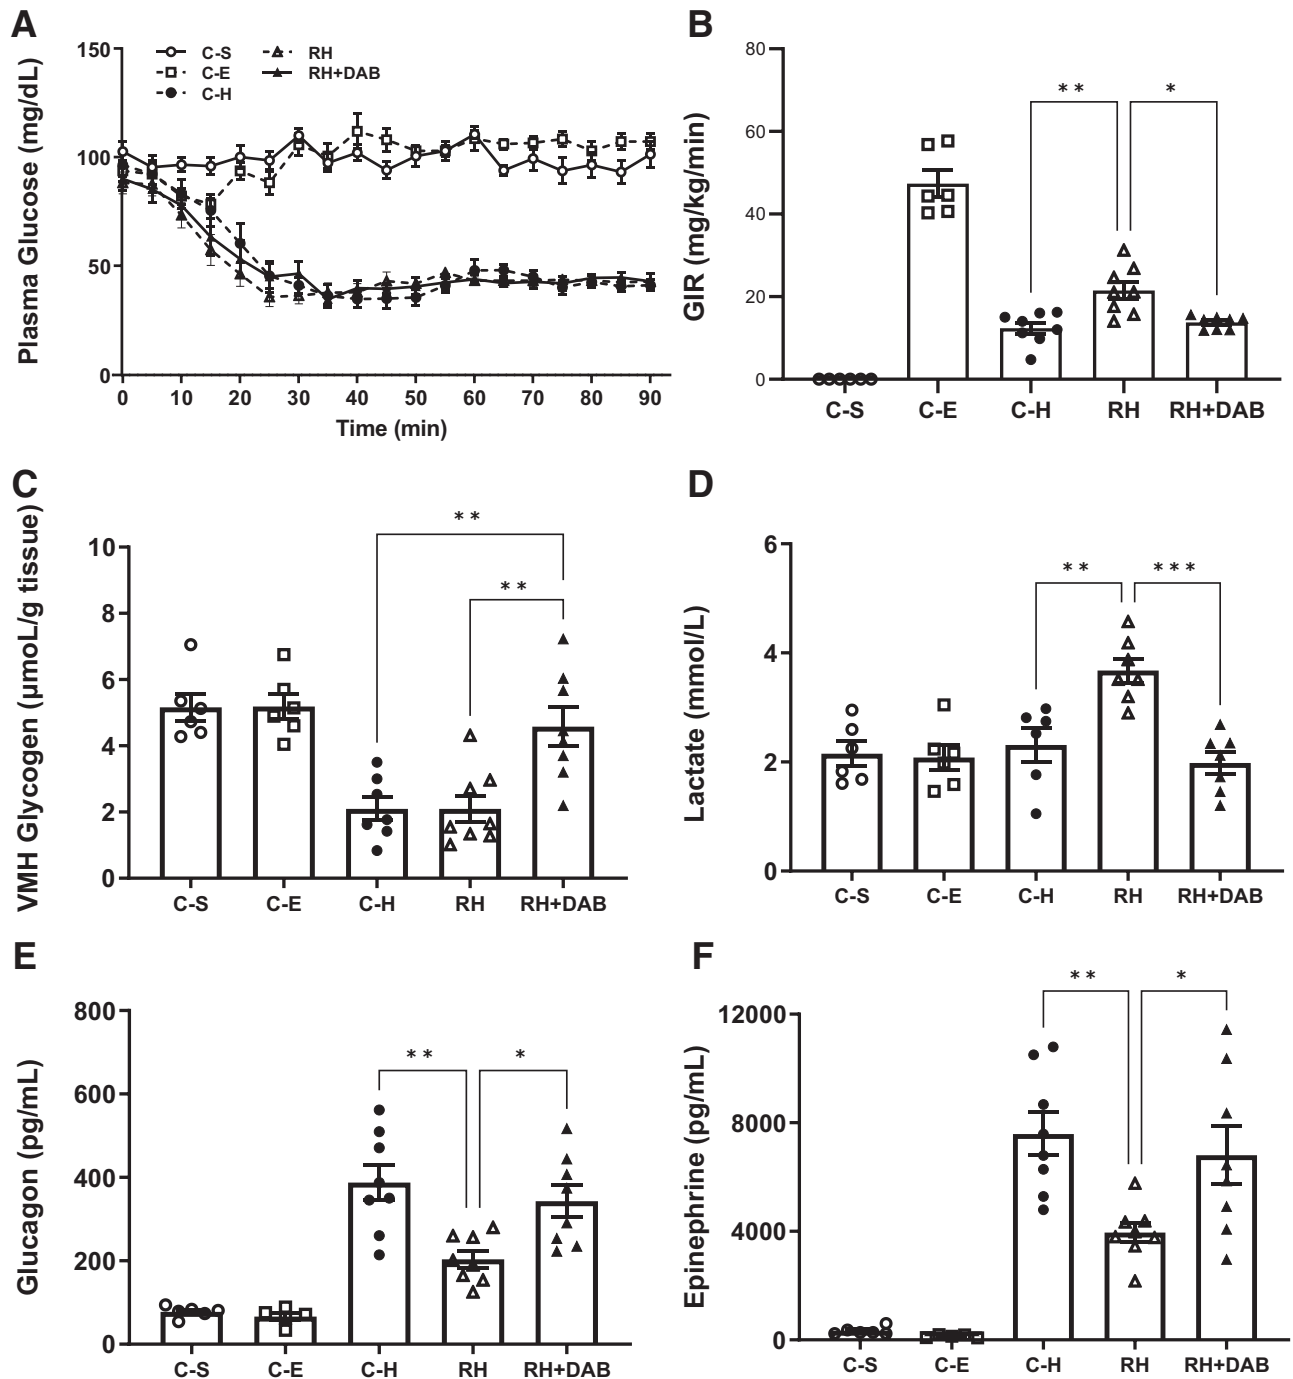 A
Plasma Glucose (mg/dL)
150
100
50
0
C-S
C-E
C-H
RH
RH+DAB
0 10 20 30 40 50 60 70 80 90
Time (min)
B
GIR (mg/kg/min)
80
60
40
20
0
** *
C-S C-E C-H RH RH+DAB
C
VMH Glycogen (µmoL/g tissue)
10
8
6
4
2
0
**
**
C-S C-E C-H RH RH+DAB
D
Lactate (mmol/L)
6
4
2
0
** ***
C-S C-E C-H RH RH+DAB
E
Glucagon (pg/mL)
800
600
400
200
0
** *
C-S C-E C-H RH RH+DAB
F
Epinephrine (pg/mL)
12000
8000
4000
0
** *
C-S C-E C-H RH RH+DAB